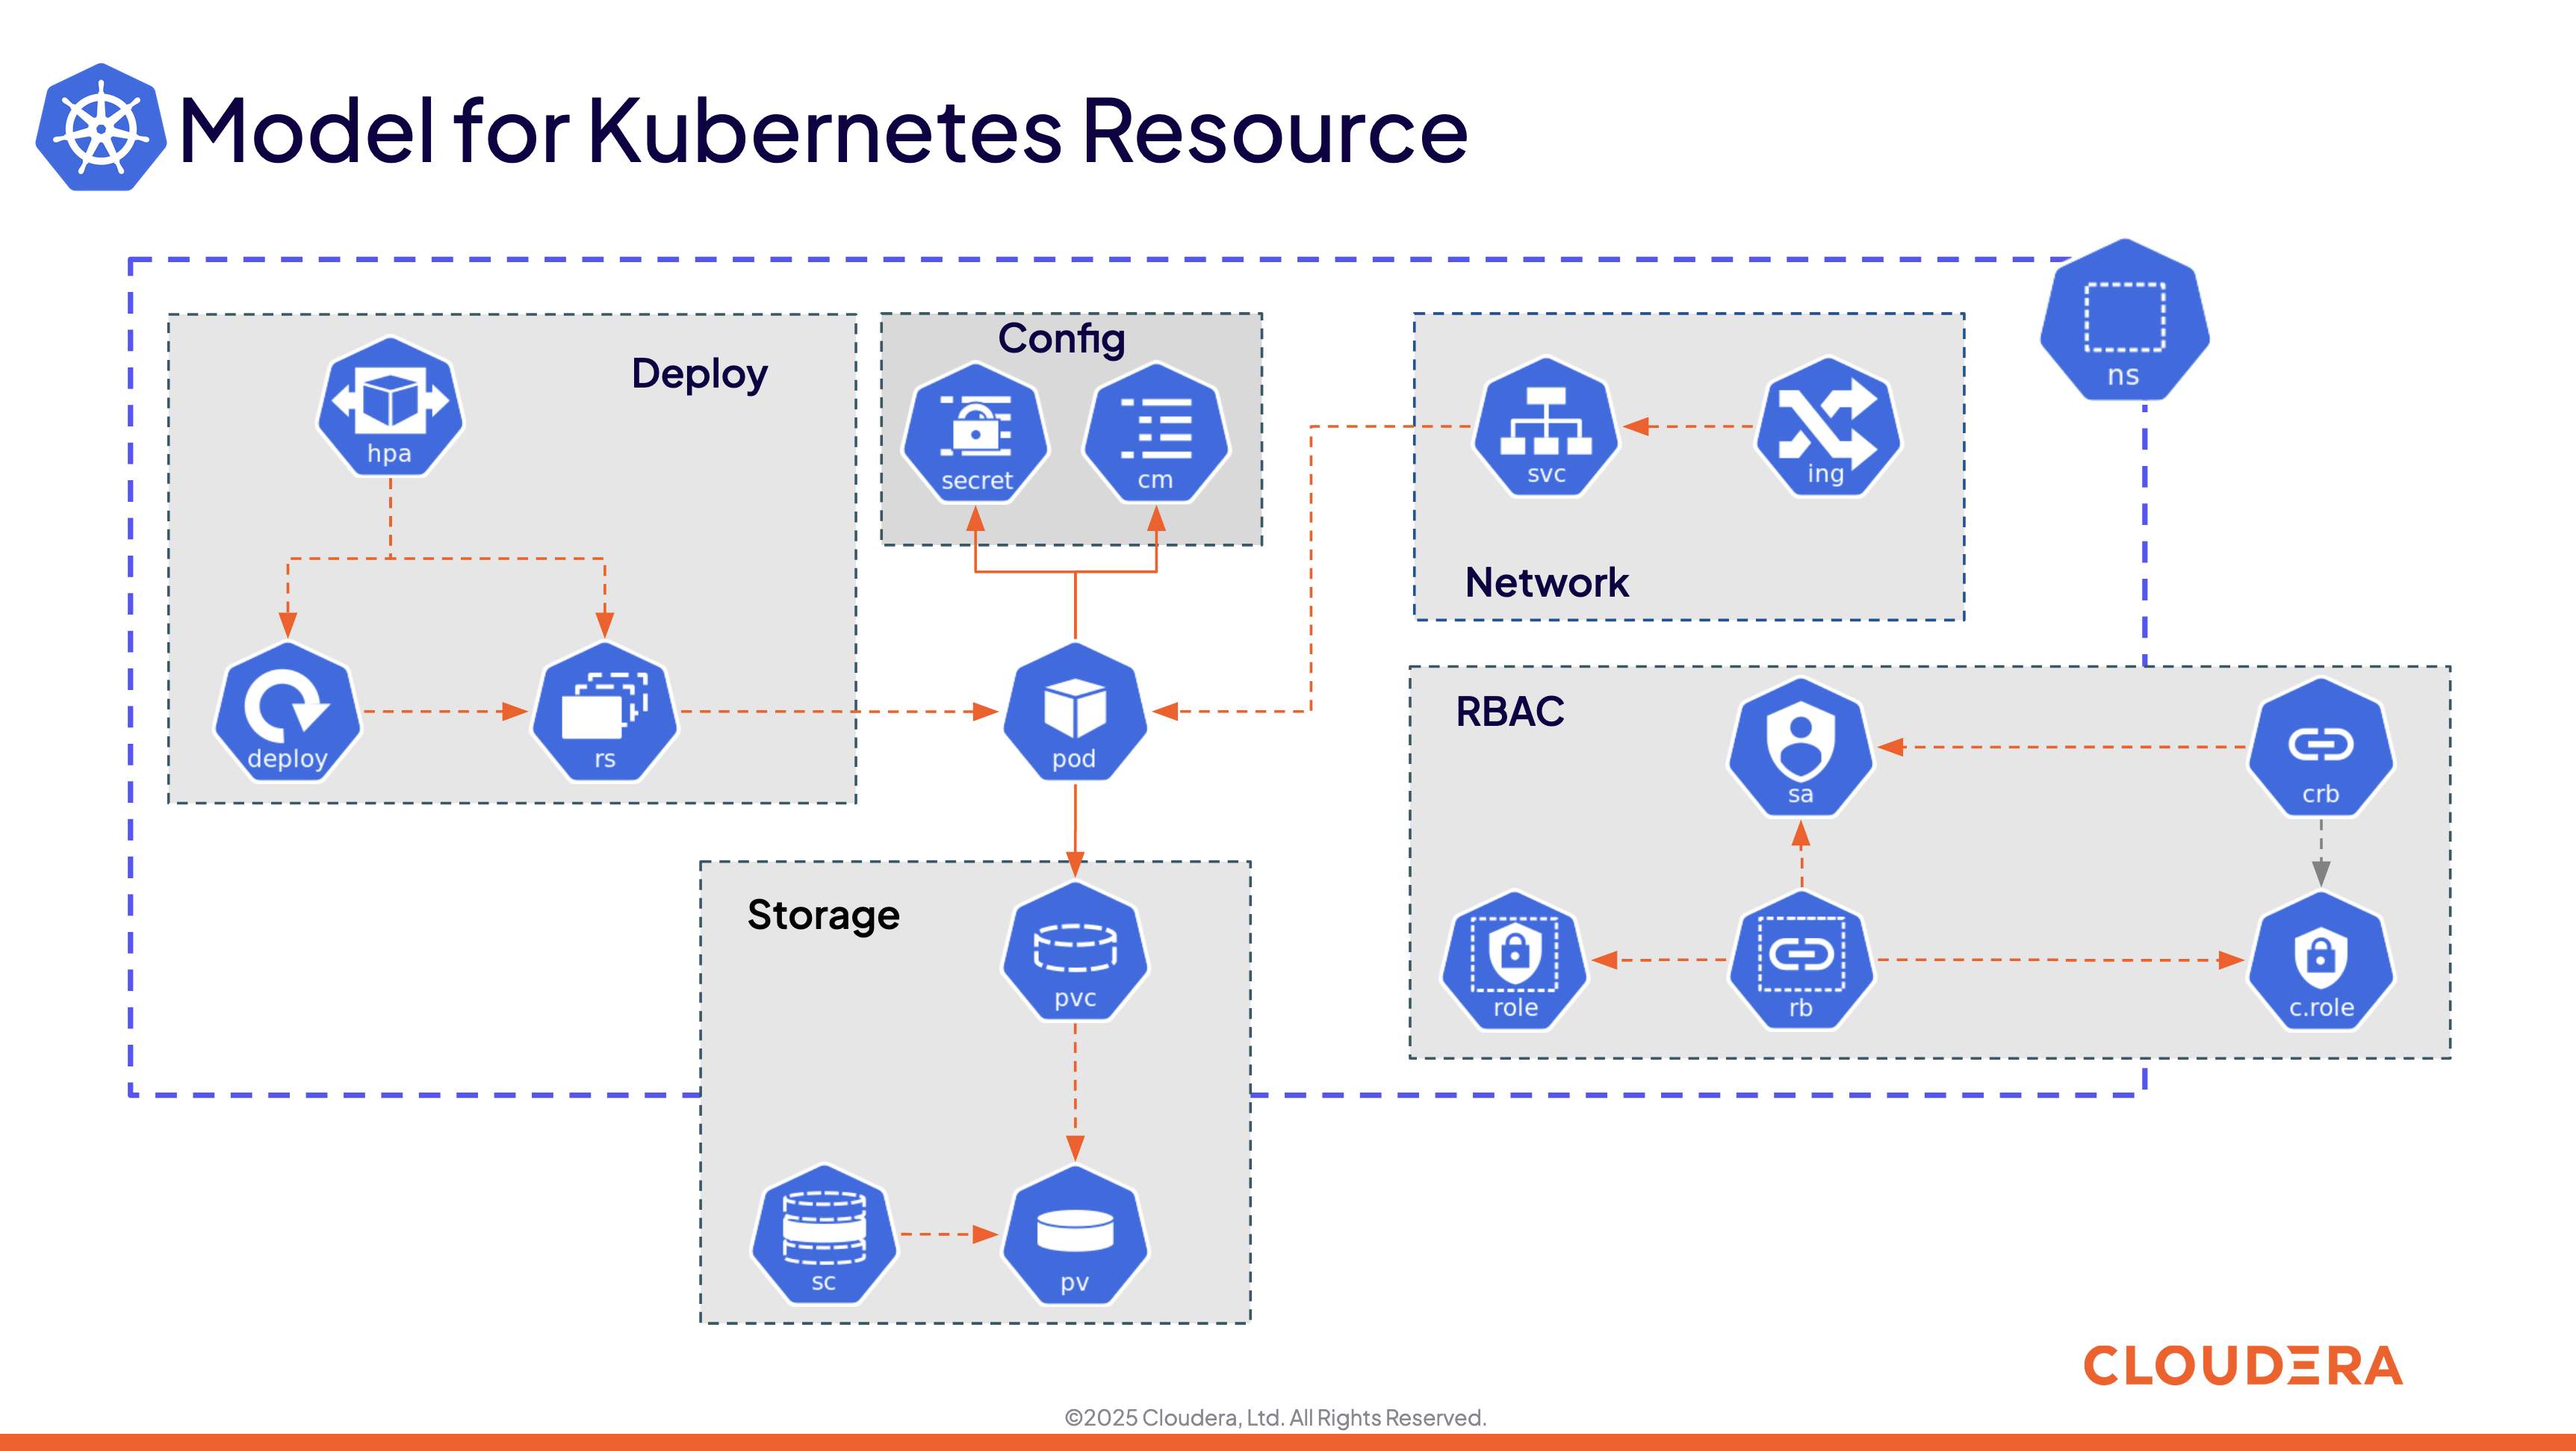 Model for Kubernetes Resource
ns
Deploy
hpa
deploy
rs
Config
secret
cm
svc
ing
Network
pod
RBAC
sa
crb
role
rb
c.role
Storage
pvc
sc
pv
CLOUDERA
©2025 Cloudera, Ltd. All Rights Reserved.